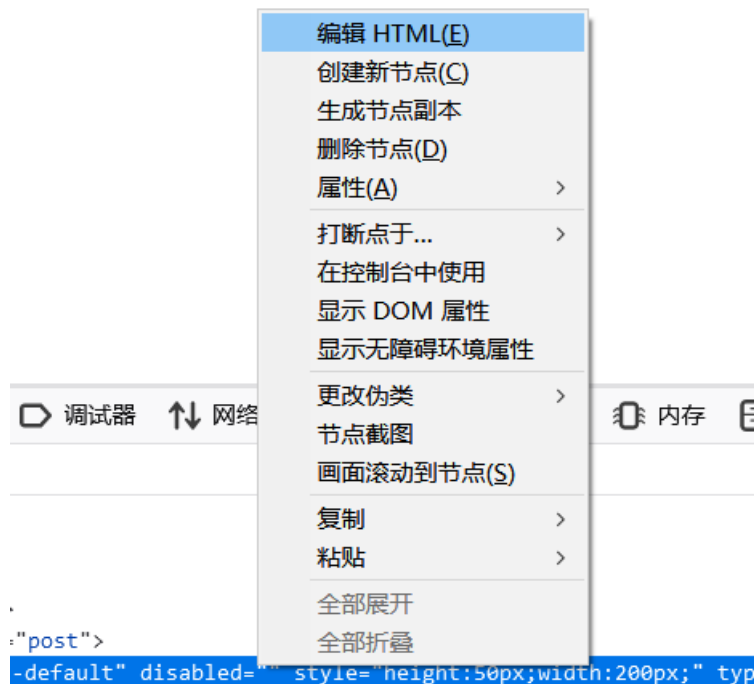 编辑 HTML(E)
创建新节点(C)
生成节点副本
删除节点(D)
属性(A)
打断点于...
在控制台中使用
显示 DOM 属性
显示无障碍环境属性
更改伪类
节点截图
画面滚动到节点(S)
复制
粘贴
全部展开
全部折叠
调试器 网络 内存
="post">
-default" disabled="" style="height:50px;width:200px;" typ